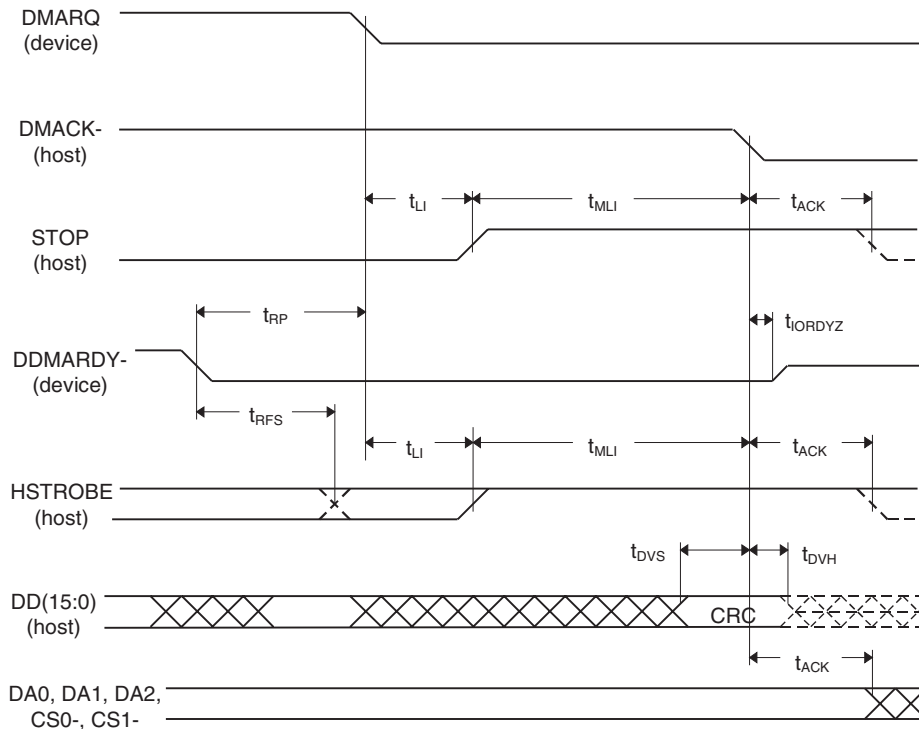 DMARQ
(device)
DMACK-
(host)
tLI
tMLI
tACK
STOP
(host)
tRP
tIORDYZ
DDMARDY-
(device)
tRFS
tLI
tMLI
tACK
HSTROBE
(host)
tDVS
tDVH
DD(15:0)
(host)
CRC
tACK
DA0, DA1, DA2,
CS0-, CS1-